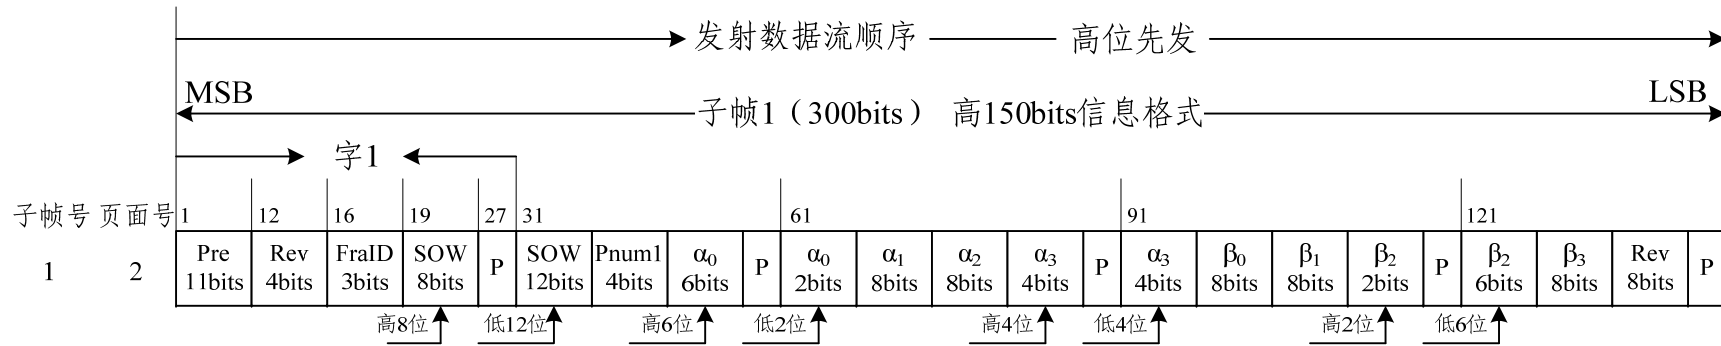 发射数据流顺序 高位先发
MSB LSB
子帧1（300bits） 高150bits信息格式
字1
子帧号 页面号 1 12 16 19 27 31 61 91 121
Pre Rev FraID SOW P SOW Pnum1 α0 P α0 α1 α2 α3 P α3 β0 β1 β2 P β2 β3 Rev P
1 2 11bits 4bits 3bits 8bits 12bits 4bits 6bits 2bits 8bits 8bits 4bits 4bits 8bits 8bits 2bits 6bits 8bits 8bits
高8位 低12位 高6位 低2位 高4位 低4位 高2位 低6位